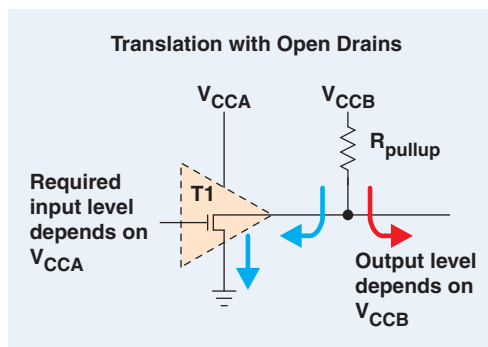 Translation with Open Drains
VCCA
VCCB
Rpullup
T1
Required
input level
depends on
VCCA
Output level
depends on
VCCB